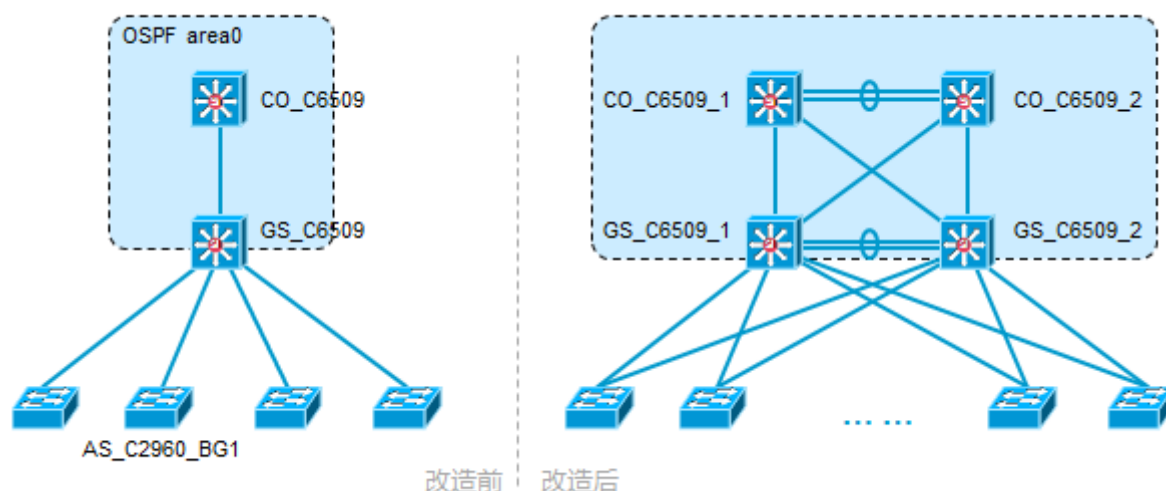 OSPF area0
CO_C6509
GS_C6509
AS_C2960_BG1
改造前
CO_C6509_1
CO_C6509_2
GS_C6509_1
GS_C6509_2
... ...
改造后